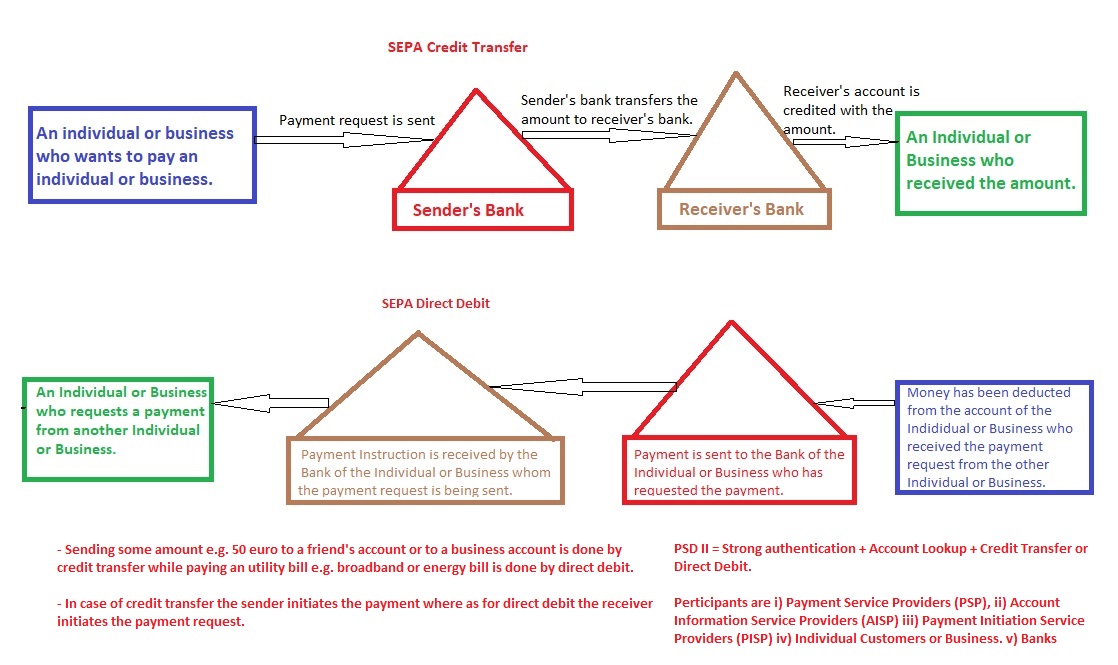 SEPA Credit Transfer
An individual or business
who wants to pay an
individual or business.
Payment request is sent
Sender's Bank
Sender's bank transfers the
amount to receiver's bank.
Receiver's Bank
Receiver's account is
credited with the
amount.
An Individual or
Business who
received the amount.
SEPA Direct Debit
An Individual or Business
who requests a payment
from another Individual
or Business.
Payment Instruction is received by the
Bank of the Individual or Business whom
the payment request is being sent.
Payment is sent to the Bank of the
Individual or Business who has
requested the payment.
Money has been deducted
from the account of the
Indididual or Business who
received the payment
request from the other
Individual or Business.
- Sending some amount e.g. 50 euro to a friend's account or to a business account is done by
credit transfer while paying an utility bill e.g. broadband or energy bill is done by direct debit.
- In case of credit transfer the sender initiates the payment where as for direct debit the receiver
initiates the payment request.
PSD II = Strong authentication + Account Lookup + Credit Transfer or
Direct Debit.
Perticipants are i) Payment Service Providers (PSP), ii) Account
Information Service Providers (AISP) iii) Payment Initiation Service
Providers (PISP) iv) Individual Customers or Business. v) Banks